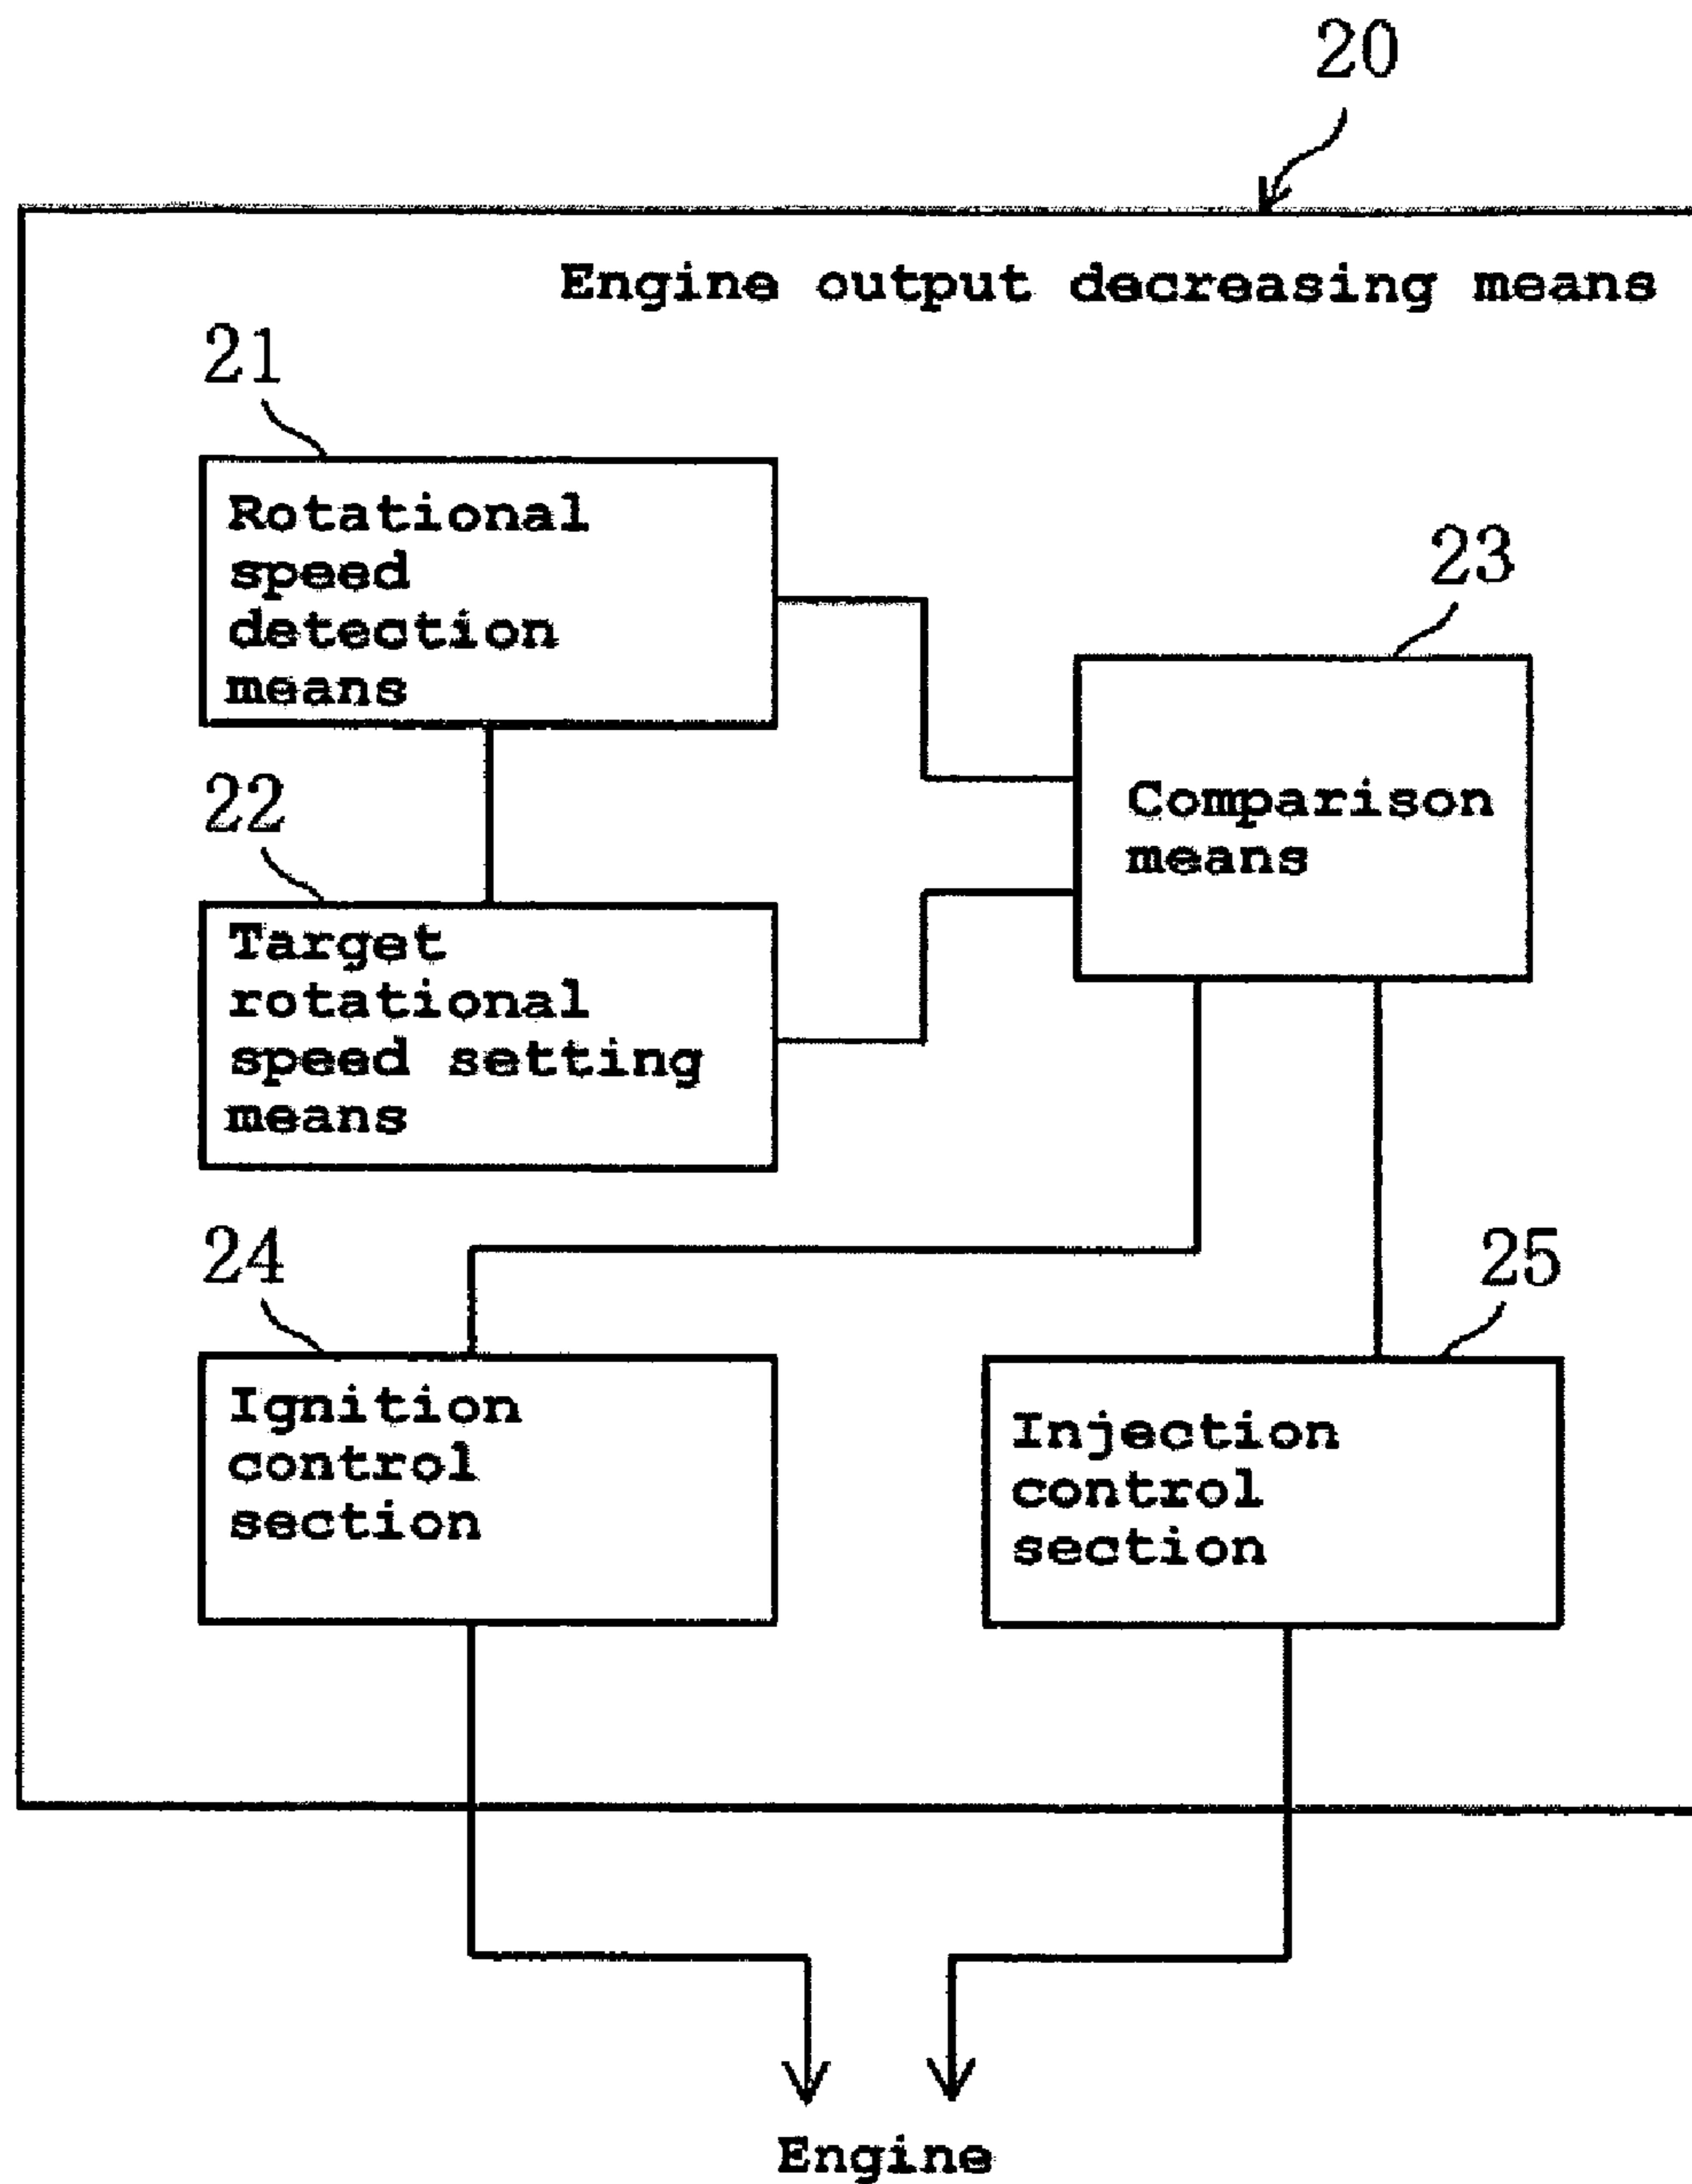 20
Engine output decreasing means
21
Rotational
speed
detection
means
23
Comparison
means
22
Target
rotational
speed setting
means
24
Ignition
control
section
25
Injection
control
section
Engine